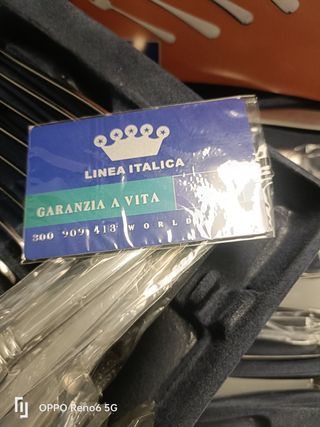 LINEA ITALICA
GARANZIA A VITA
300 909 413 WORLD
OPPO Reno6 5G